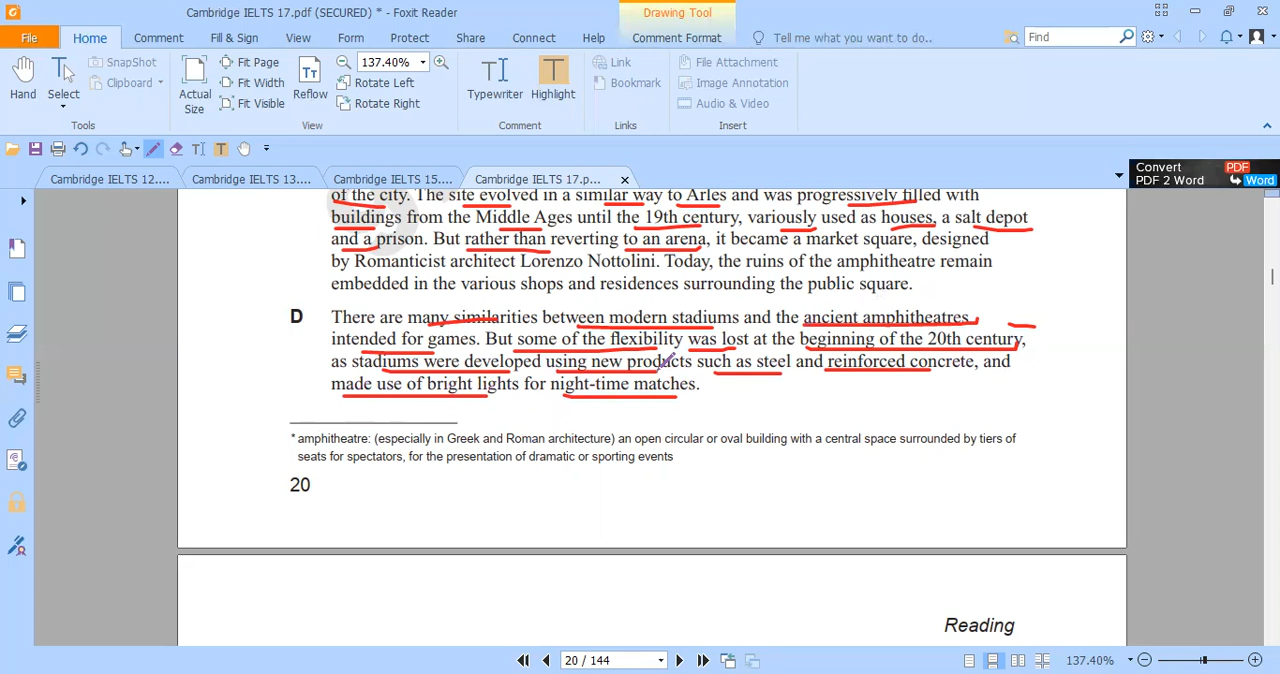 Cambridge IELTS 17.pdf (SECURED) * - Foxit Reader
Drawing Tool
File Home Comment Fill & Sign View Form Protect Share Connect Help Comment Format Tell me what you want to do.. Find
Hand
Select
SnapShot
Clipboard
Actual Size
Fit Page
Fit Width
Fit Visible
Reflow
137.40%
Rotate Left
Rotate Right
Typewriter
Highlight
Link
Bookmark
File Attachment
Image Annotation
Audio & Video
Tools View Comment Links Insert
Cambridge IELTS 12.... Cambridge IELTS 13.... Cambridge IELTS 15.... Cambridge IELTS 17.p...
Convert PDF
PDF 2 Word Word
of the city. The site evolved in a similar way to Arles and was progressively filled with
buildings from the Middle Ages until the 19th century, variously used as houses, a salt depot
and a prison. But rather than reverting to an arena, it became a market square, designed
by Romanticist architect Lorenzo Nottolini. Today, the ruins of the amphitheatre remain
embedded in the various shops and residences surrounding the public square.
D There are many similarities between modern stadiums and the ancient amphitheatres
intended for games. But some of the flexibility was lost at the beginning of the 20th century,
as stadiums were developed using new products such as steel and reinforced concrete, and
made use of bright lights for night-time matches.
* amphitheatre: (especially in Greek and Roman architecture) an open circular or oval building with a central space surrounded by tiers of
seats for spectators, for the presentation of dramatic or sporting events
20
Reading
20 / 144
137.40%